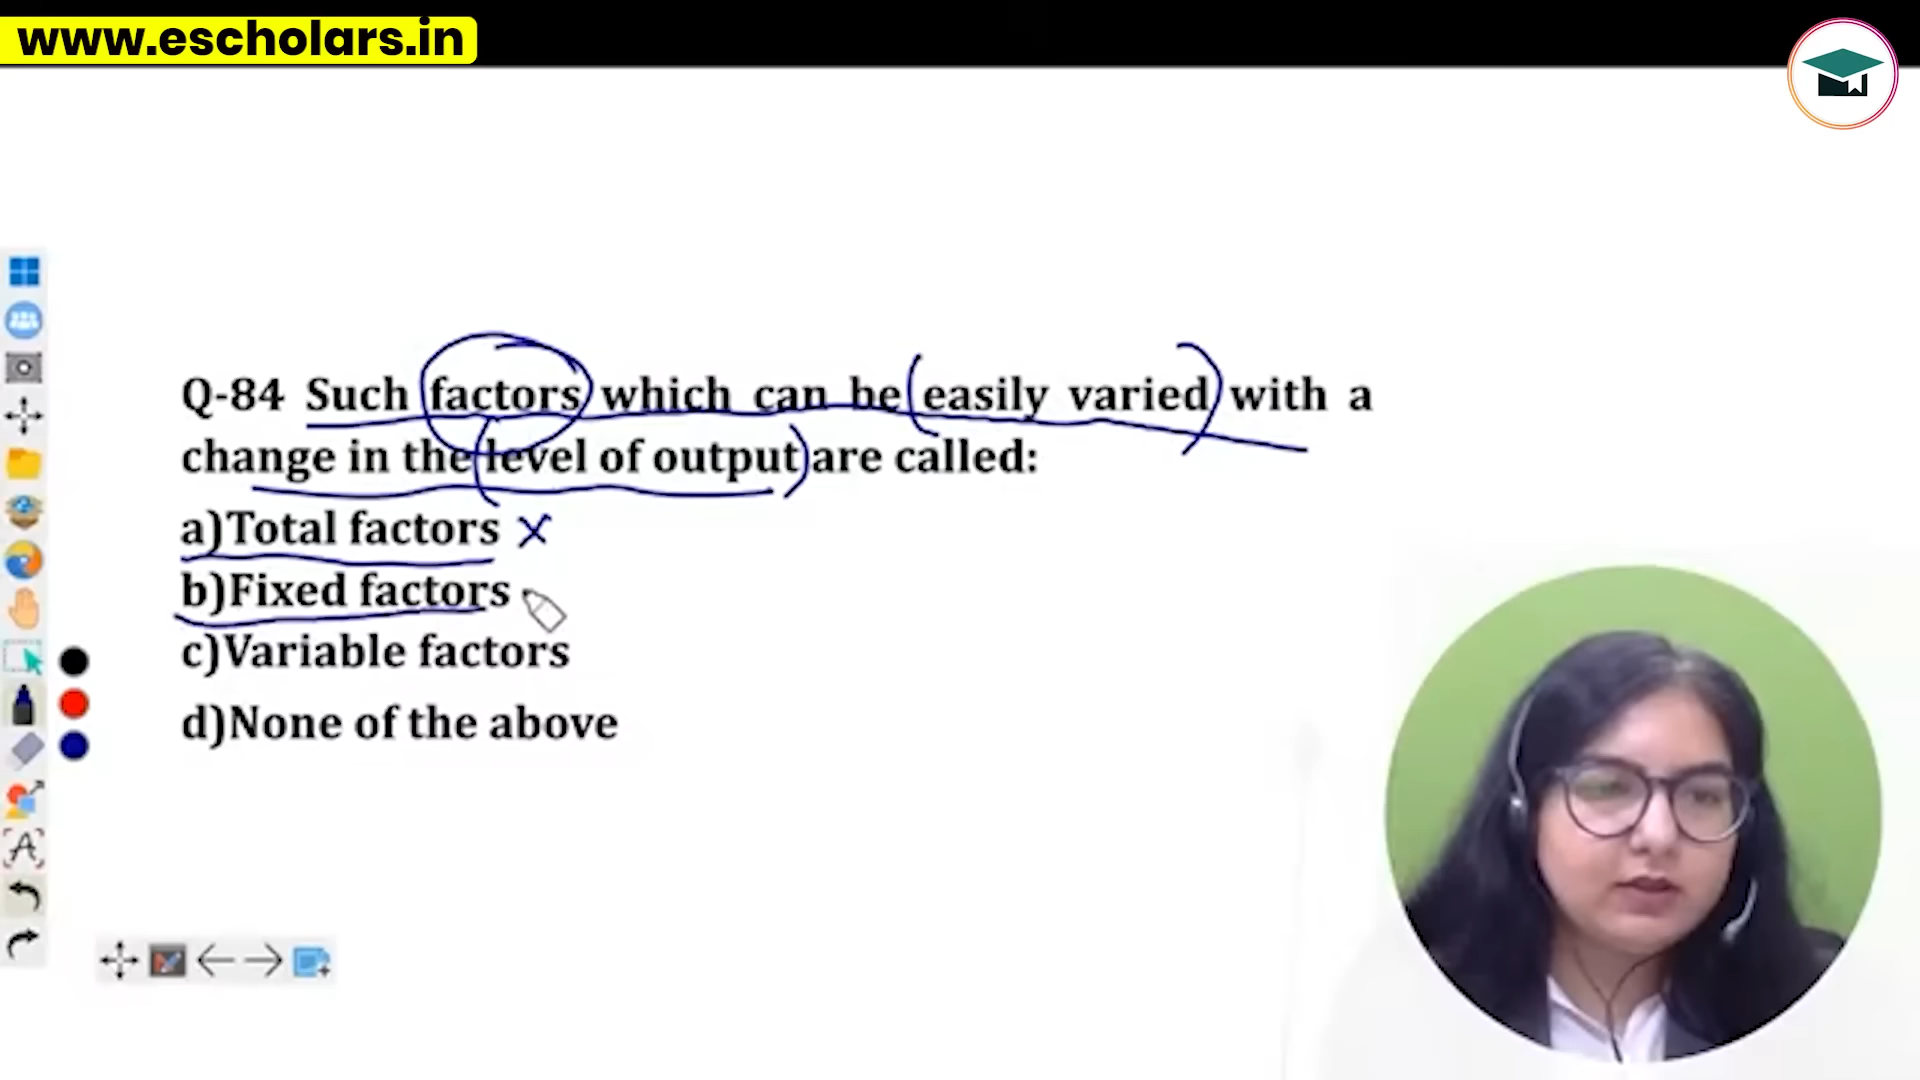 www.escholars.in
Q-84 Such factors which can be easily varied with a
change in the level of output are called:
a)Total factors x
b)Fixed factors
c)Variable factors
d)None of the above